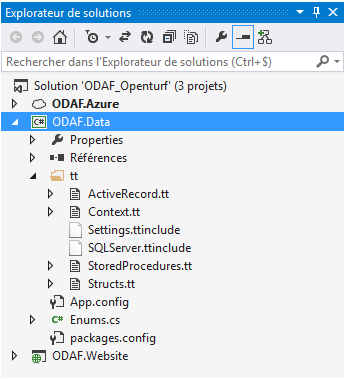 Explorateur de solutions
Rechercher dans l'Explorateur de solutions (Ctrl+$)
Solution 'ODAF_Openturf' (3 projets)
ODAF.Azure
C# ODAF.Data
Properties
Références
tt
ActiveRecord.tt
Context.tt
Settings.ttinclude
SQLServer.ttinclude
StoredProcedures.tt
Structs.tt
App.config
C# Enums.cs
packages.config
ODAF.Website